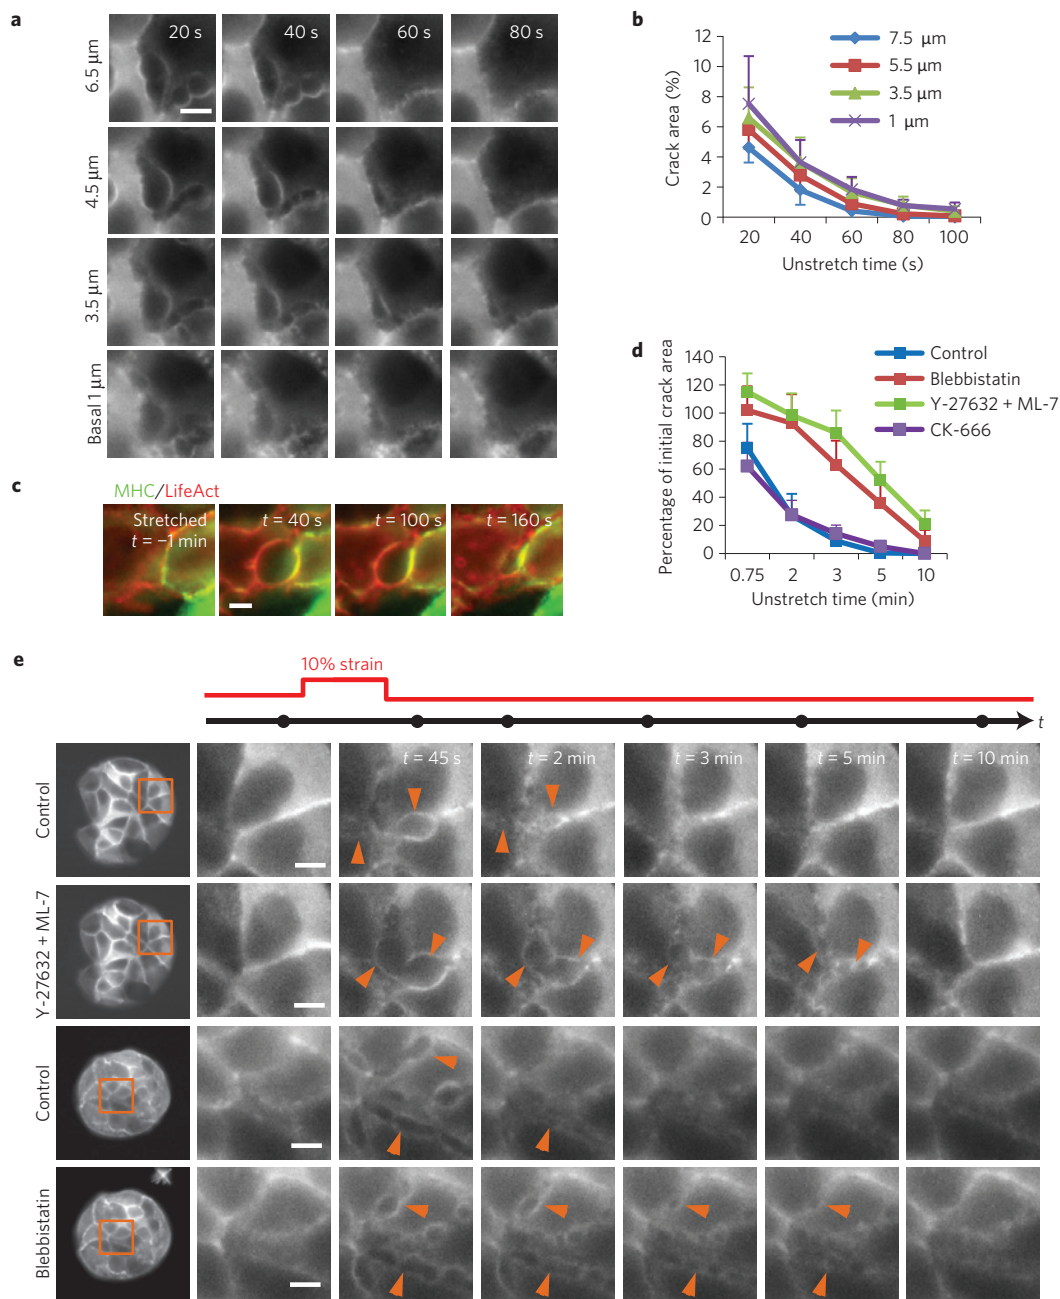 a
20 s
40 s
60 s
80 s
6.5 µm
4.5 µm
3.5 µm
Basal 1 µm
b
Crack area (%)
12
10
8
6
4
2
0
20 40 60 80 100
Unstretch time (s)
7.5 µm
5.5 µm
3.5 µm
1 µm
c
MHC/LifeAct
Stretched
t = −1 min
t = 40 s
t = 100 s
t = 160 s
d
Percentage of initial crack area
140
120
100
80
60
40
20
0
0.75 2 3 5 10
Unstretch time (min)
Control
Blebbistatin
Y-27632 + ML-7
CK-666
e
10% strain
t
t = 45 s
t = 2 min
t = 3 min
t = 5 min
t = 10 min
Control
Y-27632 + ML-7
Control
Blebbistatin